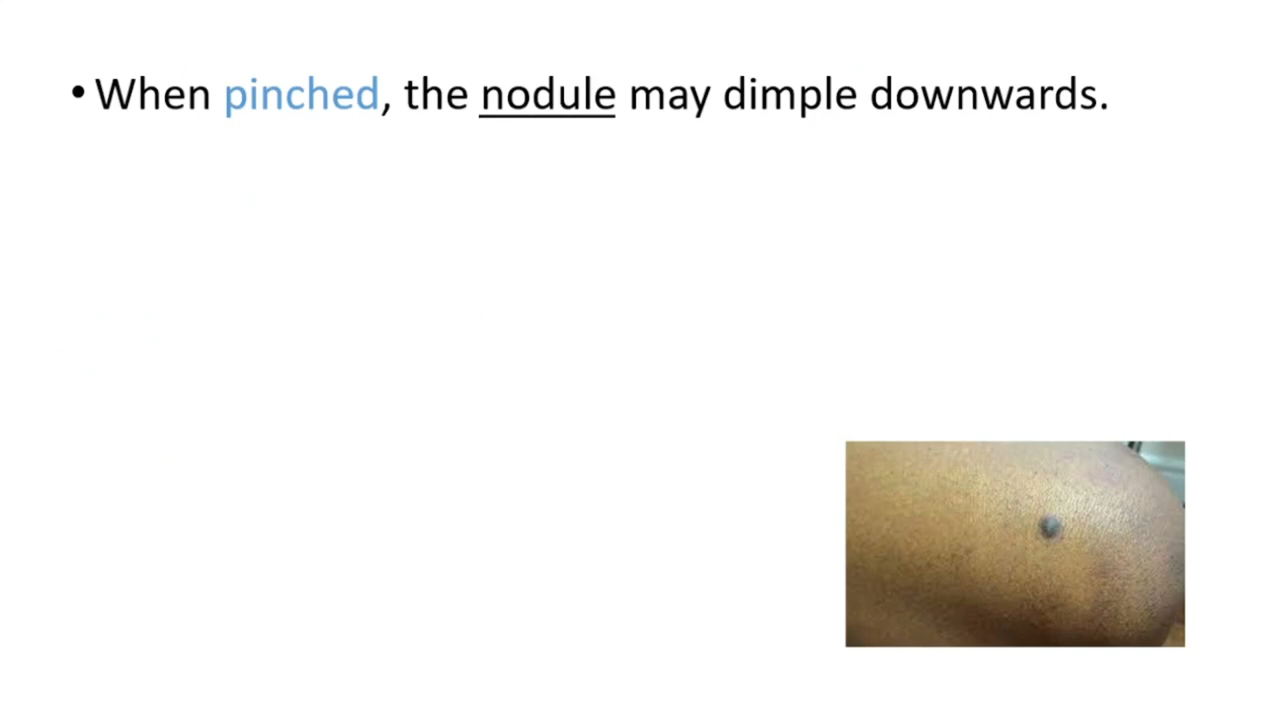 • When pinched, the nodule may dimple downwards.